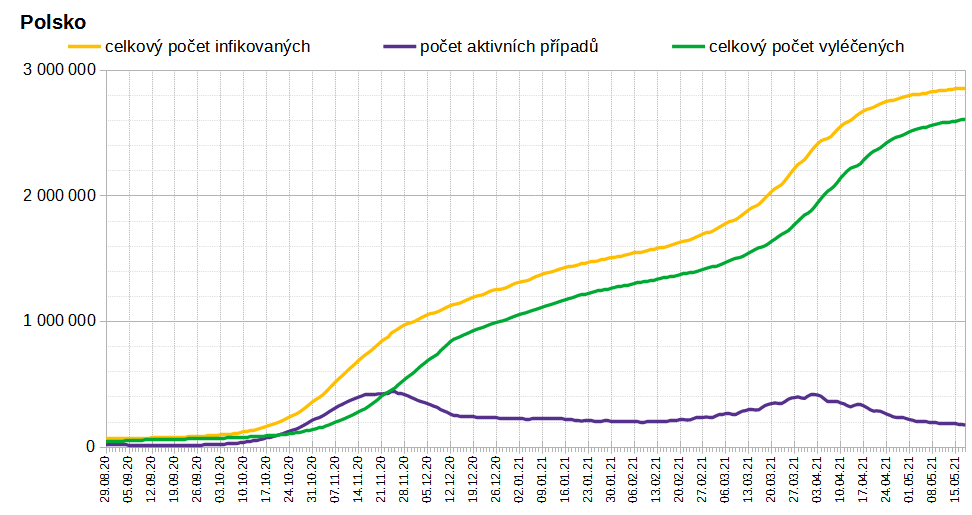 Polsko
celkový počet infikovaných počet aktivních případů celkový počet vyléčených
3 000 000
2 000 000
1 000 000
0
29.08.20 05.09.20 12.09.20 19.09.20 26.09.20 03.10.20 10.10.20 17.10.20 24.10.20 31.10.20 07.11.20 14.11.20 21.11.20 28.11.20 05.12.20 12.12.20 19.12.20 26.12.20 02.01.21 09.01.21 16.01.21 23.01.21 30.01.21 06.02.21 13.02.21 20.02.21 27.02.21 06.03.21 13.03.21 20.03.21 27.03.21 03.04.21 10.04.21 17.04.21 24.04.21 01.05.21 08.05.21 15.05.21